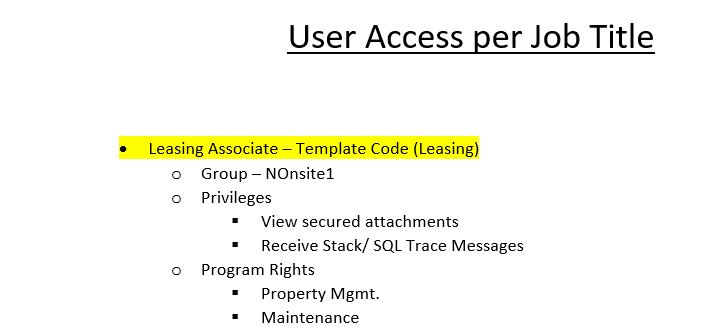 User Access per Job Title
• Leasing Associate – Template Code (Leasing)
o Group – NOnsite1
o Privileges
▪ View secured attachments
▪ Receive Stack/ SQL Trace Messages
o Program Rights
▪ Property Mgmt.
▪ Maintenance